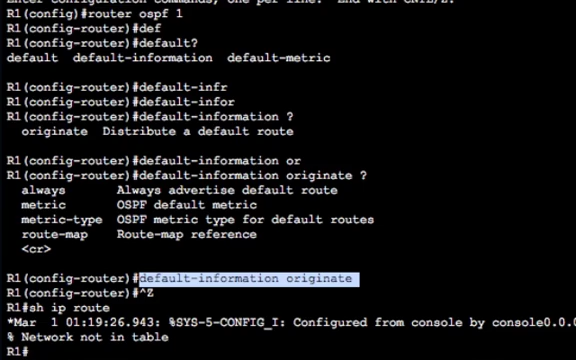 Enter configuration commands, one per line.  End with CNTL/Z.
R1(config)#router ospf 1
R1(config-router)#def
R1(config-router)#default?
default  default-information  default-metric
R1(config-router)#default-infr
R1(config-router)#default-infor
R1(config-router)#default-information ?
  originate  Distribute a default route
R1(config-router)#default-information or
R1(config-router)#default-information originate ?
  always       Always advertise default route
  metric       OSPF default metric
  metric-type  OSPF metric type for default routes
  route-map    Route-map reference
  <cr>
R1(config-router)#default-information originate
R1(config-router)#^Z
R1#sh ip route
*Mar  1 01:19:26.943: %SYS-5-CONFIG_I: Configured from console by console0.0.
% Network not in table
R1#